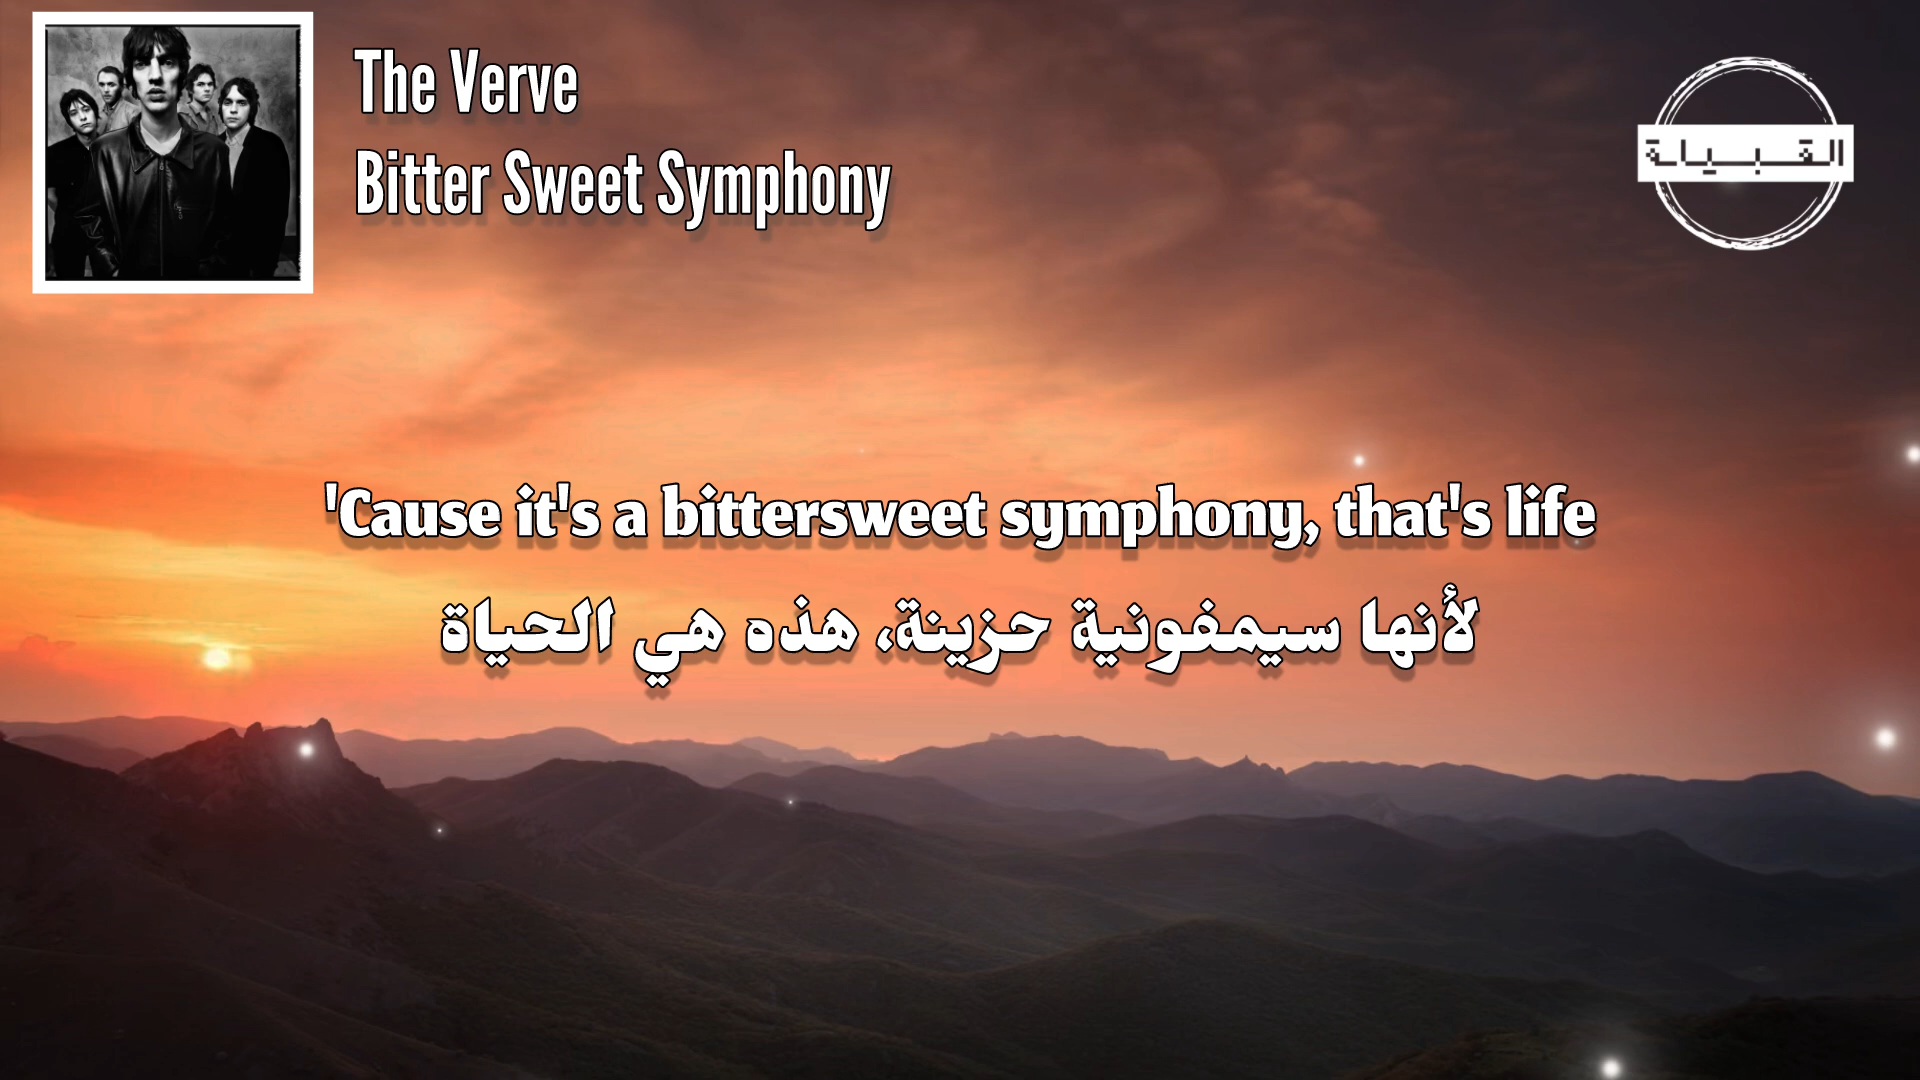 The Verve
Bitter Sweet Symphony
القبيلة
'Cause it's a bittersweet symphony, that's life
لأنها سيمفونية حزينة، هذه هي الحياة